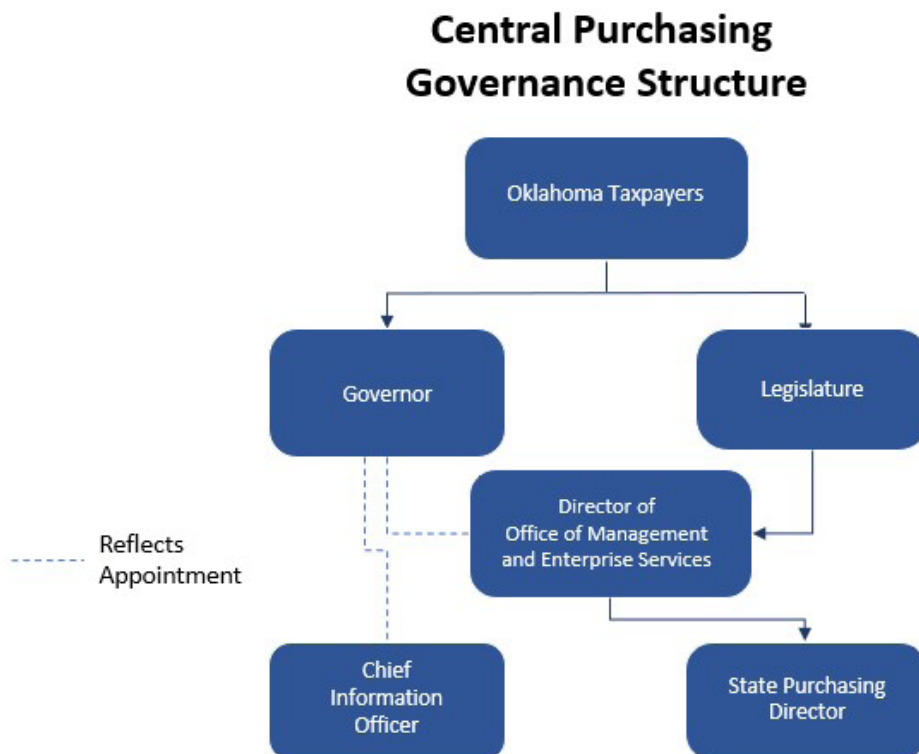 Central Purchasing
Governance Structure
Oklahoma Taxpayers
Governor
Legislature
Director of
Office of Management
and Enterprise Services
Reflects
Appointment
Chief
Information
Officer
State Purchasing
Director